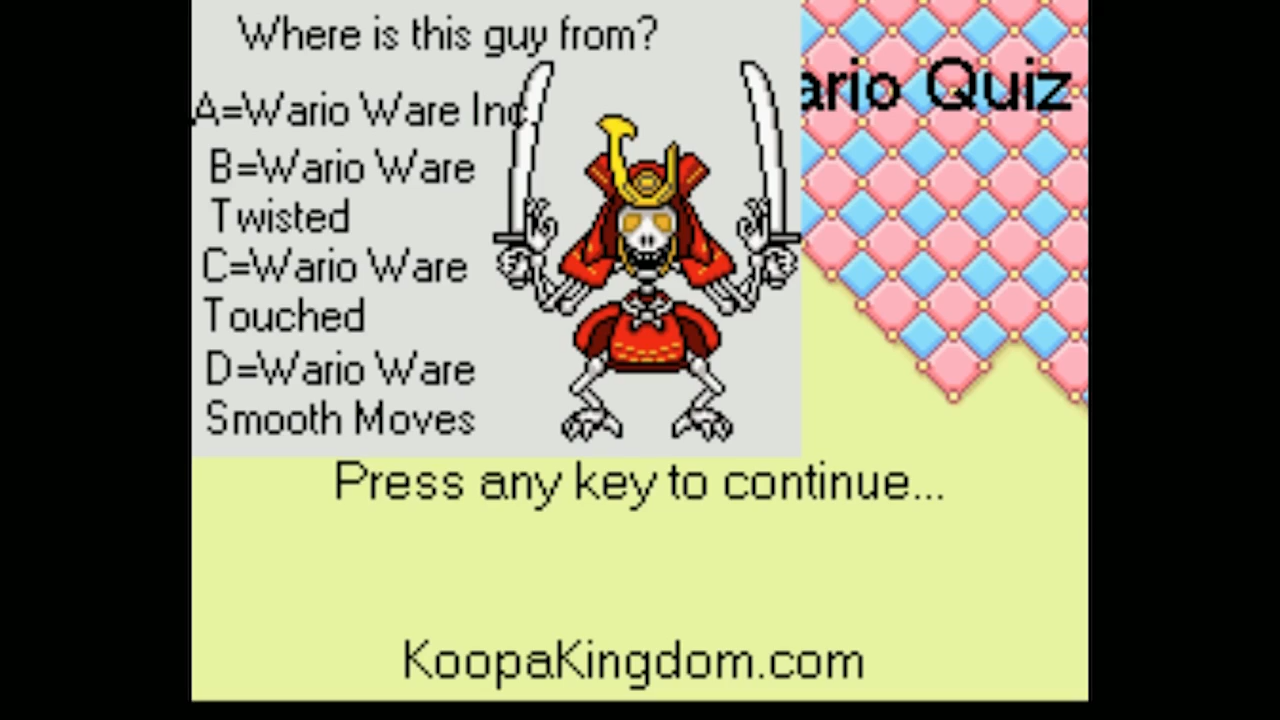 Where is this guy from?
ario Quiz
A=Wario Ware Inc.
B=Wario Ware
Twisted
C=Wario Ware
Touched
D=Wario Ware
Smooth Moves
Press any key to continue...
KoopaKingdom.com